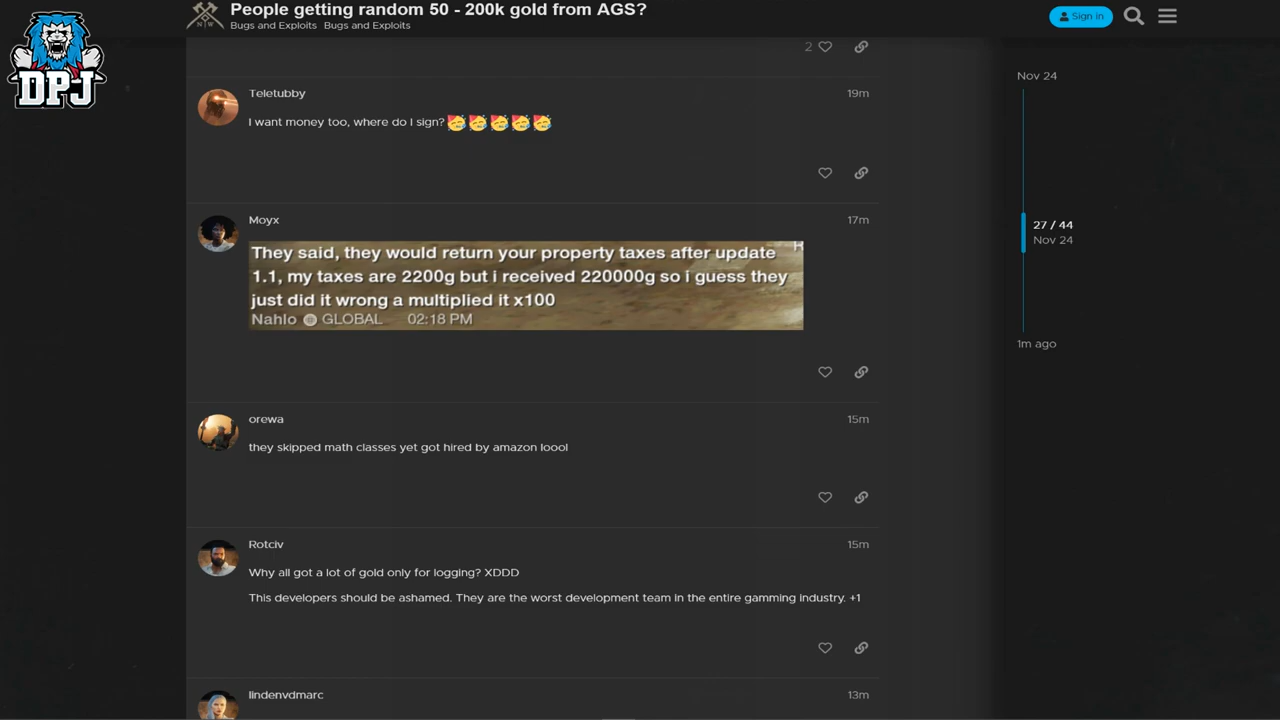 People getting random 50 - 200k gold from AGS?
Bugs and Exploits Bugs and Exploits
N W
Sign in
DPJ
2
Nov 24
Teletubby 19m
I want money too, where do I sign? 🥳🥳🥳🥳🥳
Moyx 17m
They said, they would return your property taxes after update
1.1, my taxes are 2200g but i received 220000g so i guess they
just did it wrong a multiplied it x100
Nahlo GLOBAL 02:18 PM
27 / 44
Nov 24
1m ago
orewa 15m
they skipped math classes yet got hired by amazon loool
Rotciv 15m
Why all got a lot of gold only for logging? XDDD
This developers should be ashamed. They are the worst development team in the entire gamming industry. +1
lindenvdmarc 13m